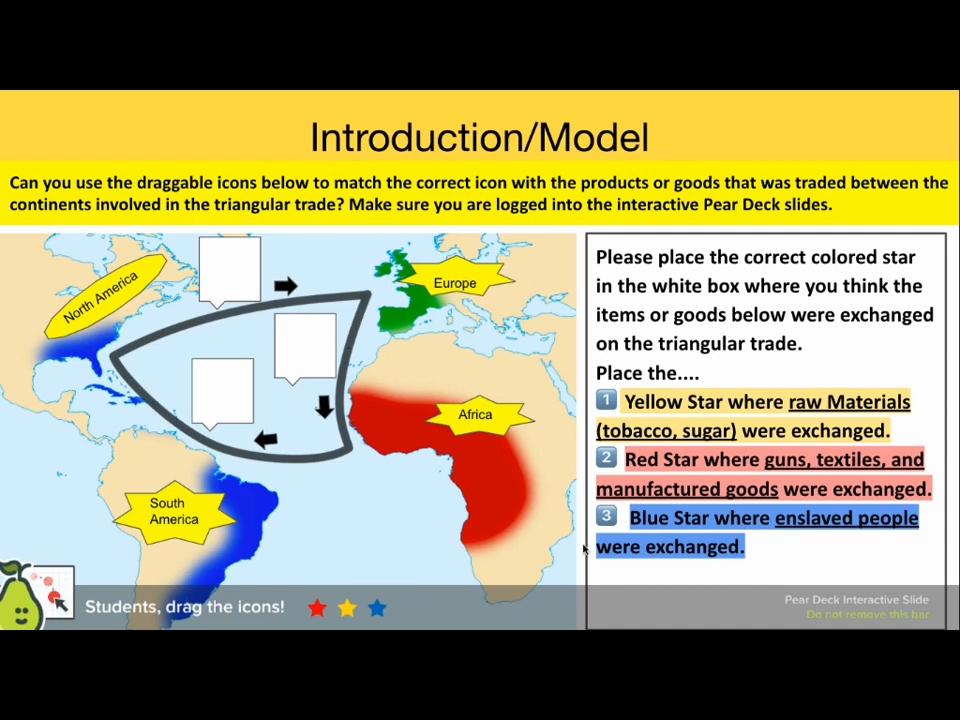 Introduction/Model
Can you use the draggable icons below to match the correct icon with the products or goods that was traded between the
continents involved in the triangular trade? Make sure you are logged into the interactive Pear Deck slides.
North America
Europe
Africa
South
America
Please place the correct colored star
in the white box where you think the
items or goods below were exchanged
on the triangular trade.
Place the....
1 Yellow Star where raw Materials
(tobacco, sugar) were exchanged.
2 Red Star where guns, textiles, and
manufactured goods were exchanged.
3 Blue Star where enslaved people
were exchanged.
Students, drag the icons!
Pear Deck Interactive Slide
Do not remove this bar